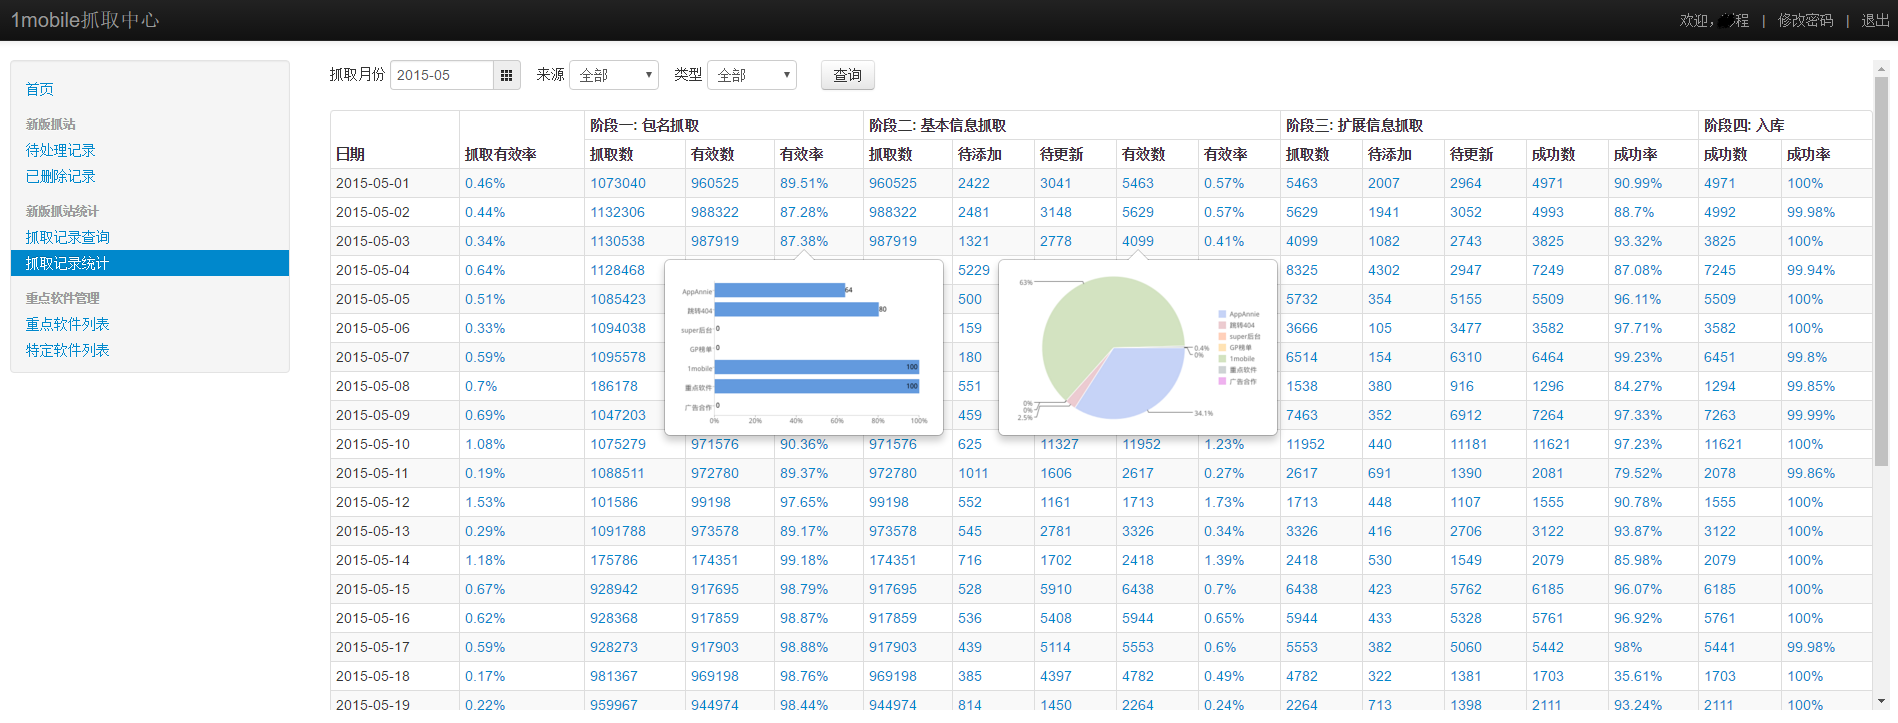 1mobile抓取中心
欢迎, 程 | 修改密码 | 退出
首页
新版抓站
待处理记录
已删除记录
新版抓站统计
抓取记录查询
抓取记录统计
重点软件管理
重点软件列表
特定软件列表
抓取月份 2015-05 来源 全部 类型 全部 查询
阶段一: 包名抓取 阶段二: 基本信息抓取 阶段三: 扩展信息抓取 阶段四: 入库
日期 抓取有效率 抓取数 有效数 有效率 抓取数 待添加 待更新 有效数 有效率 抓取数 待添加 待更新 成功数 成功率 成功数 成功率
2015-05-01 0.46% 1073040 960525 89.51% 960525 2422 3041 5463 0.57% 5463 2007 2964 4971 90.99% 4971 100%
2015-05-02 0.44% 1132306 988322 87.28% 988322 2481 3148 5629 0.57% 5629 1941 3052 4993 88.7% 4992 99.98%
2015-05-03 0.34% 1130538 987919 87.38% 987919 1321 2778 4099 0.41% 4099 1082 2743 3825 93.32% 3825 100%
2015-05-04 0.64% 1128468 5229 8325 4302 2947 7249 87.08% 7245 99.94%
2015-05-05 0.51% 1085423 500 5732 354 5155 5509 96.11% 5509 100%
2015-05-06 0.33% 1094038 159 3666 105 3477 3582 97.71% 3582 100%
2015-05-07 0.59% 1095578 180 6514 154 6310 6464 99.23% 6451 99.8%
2015-05-08 0.7% 186178 551 1538 380 916 1296 84.27% 1294 99.85%
2015-05-09 0.69% 1047203 459 7463 352 6912 7264 97.33% 7263 99.99%
2015-05-10 1.08% 1075279 971576 90.36% 971576 625 11327 11952 1.23% 11952 440 11181 11621 97.23% 11621 100%
2015-05-11 0.19% 1088511 972780 89.37% 972780 1011 1606 2617 0.27% 2617 691 1390 2081 79.52% 2078 99.86%
2015-05-12 1.53% 101586 99198 97.65% 99198 552 1161 1713 1.73% 1713 448 1107 1555 90.78% 1555 100%
2015-05-13 0.29% 1091788 973578 89.17% 973578 545 2781 3326 0.34% 3326 416 2706 3122 93.87% 3122 100%
2015-05-14 1.18% 175786 174351 99.18% 174351 716 1702 2418 1.39% 2418 530 1549 2079 85.98% 2079 100%
2015-05-15 0.67% 928942 917695 98.79% 917695 528 5910 6438 0.7% 6438 423 5762 6185 96.07% 6185 100%
2015-05-16 0.62% 928368 917859 98.87% 917859 536 5408 5944 0.65% 5944 433 5328 5761 96.92% 5761 100%
2015-05-17 0.59% 928273 917903 98.88% 917903 439 5114 5553 0.6% 5553 382 5060 5442 98% 5441 99.98%
2015-05-18 0.17% 981367 969198 98.76% 969198 385 4397 4782 0.49% 4782 322 1381 1703 35.61% 1703 100%
2015-05-19 0.22% 959967 944974 98.44% 944974 814 1450 2264 0.24% 2264 713 1398 2111 93.24% 2111 100%
AppAnnie 64
跳转404 80
super后台 0
GP榜单 0
1mobile 100
重点软件 100
广告合作 0
0% 20% 40% 60% 80% 100%
63%
0.4%
0%
0%
0%
2.5%
34.1%
AppAnnie
跳转404
super后台
GP榜单
1mobile
重点软件
广告合作